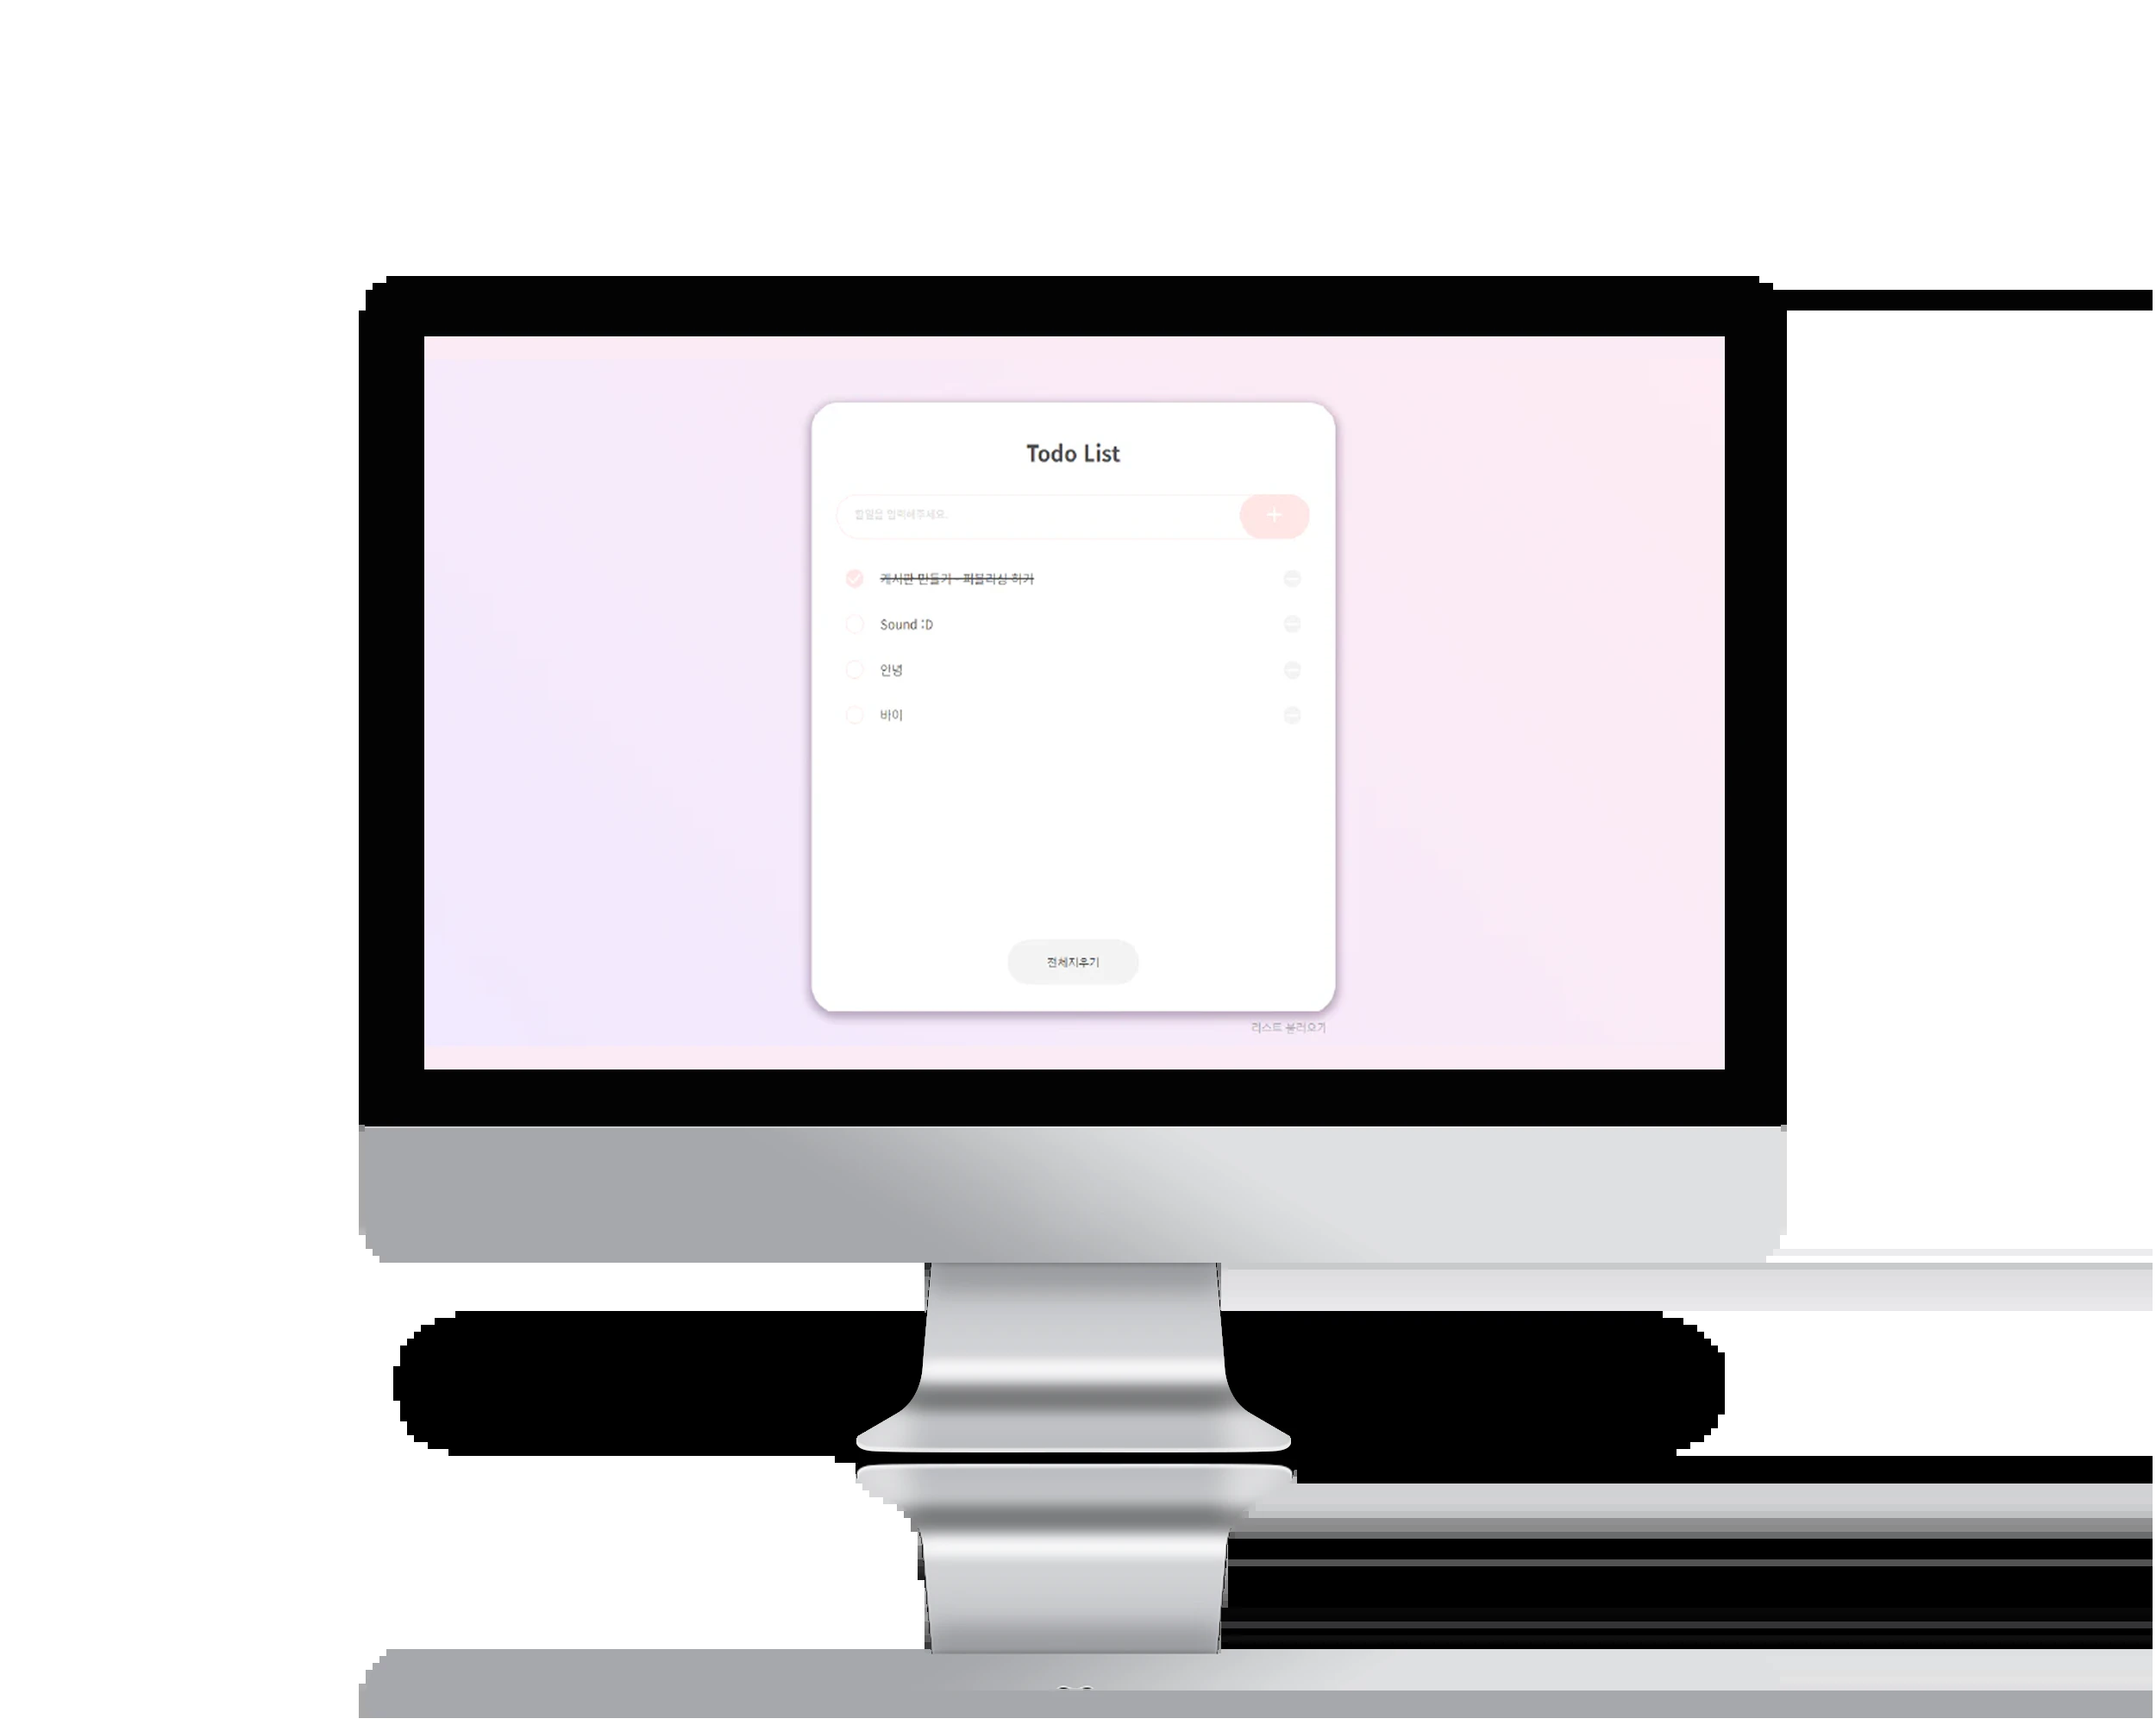 Todo List
할일을 입력해주세요.
+
게시판 만들기 - 퍼블리싱 하기
Sound :D
안녕
바이
전체지우기
리스트 불러오기